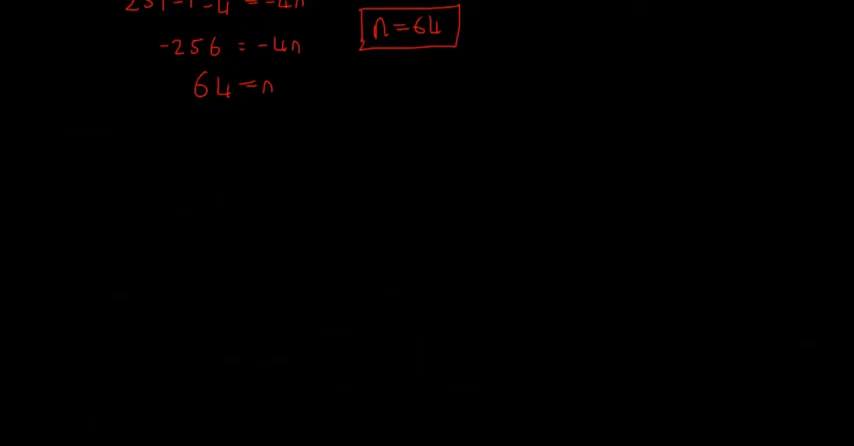 -256 = -4n
64 = n
n = 64